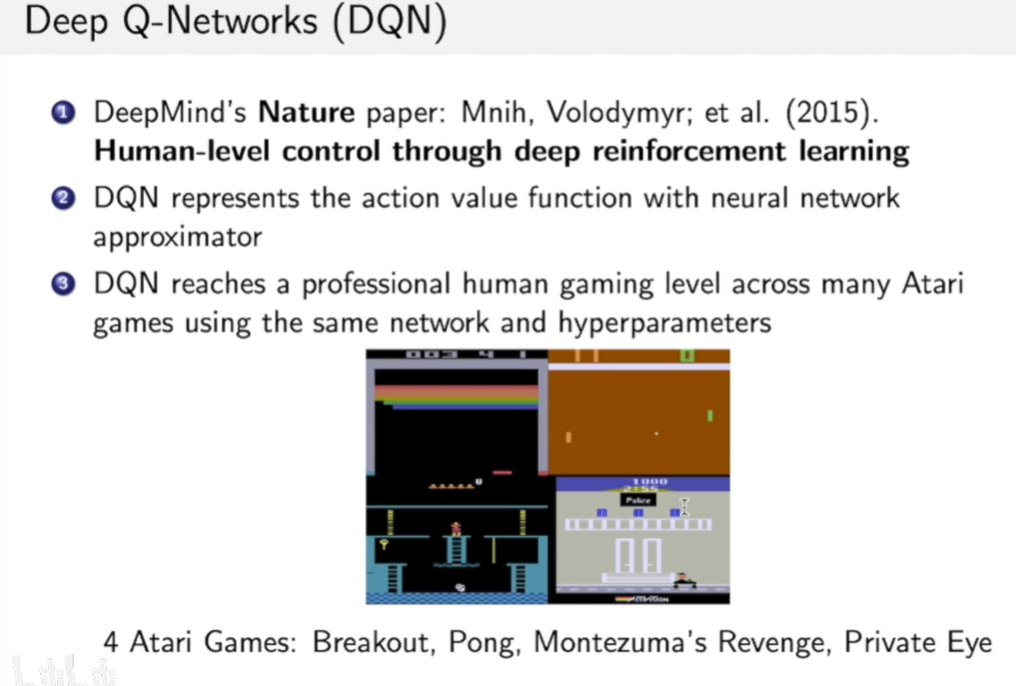 Deep Q-Networks (DQN)
1 DeepMind's Nature paper: Mnih, Volodymyr; et al. (2015).
Human-level control through deep reinforcement learning
2 DQN represents the action value function with neural network
approximator
3 DQN reaches a professional human gaming level across many Atari
games using the same network and hyperparameters
003 4 1
1000
2455
Police
4 Atari Games: Breakout, Pong, Montezuma's Revenge, Private Eye